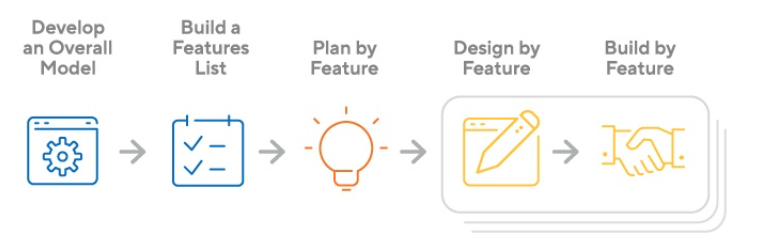 Develop
an Overall
Model
Build a
Features
List
Plan by
Feature
Design by
Feature
Build by
Feature